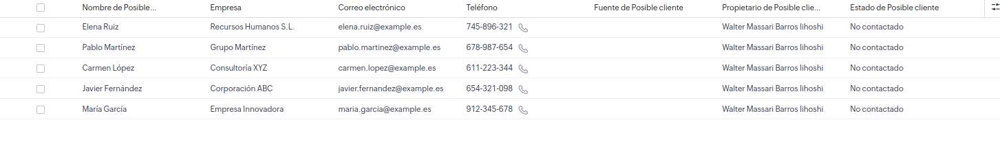 Nombre de Posible... Empresa Correo electrónico Teléfono Fuente de Posible cliente Propietario de Posible clie... Estado de Posible cliente
Elena Ruiz Recursos Humanos S.L. elena.ruiz@example.es 745-896-321 Walter Massari Barros Iihoshi No contactado
Pablo Martínez Grupo Martínez pablo.martinez@example.es 678-987-654 Walter Massari Barros Iihoshi No contactado
Carmen López Consultoría XYZ carmen.lopez@example.es 611-223-344 Walter Massari Barros Iihoshi No contactado
Javier Fernández Corporación ABC javier.fernandez@example.es 654-321-098 Walter Massari Barros Iihoshi No contactado
María García Empresa Innovadora maria.garcia@example.es 912-345-678 Walter Massari Barros Iihoshi No contactado